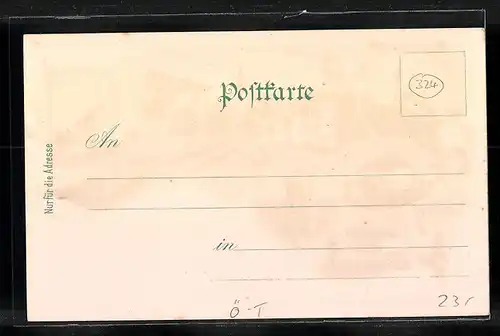 Postkarte
324
An
Nur für die Adresse
in
Ö-T
23,